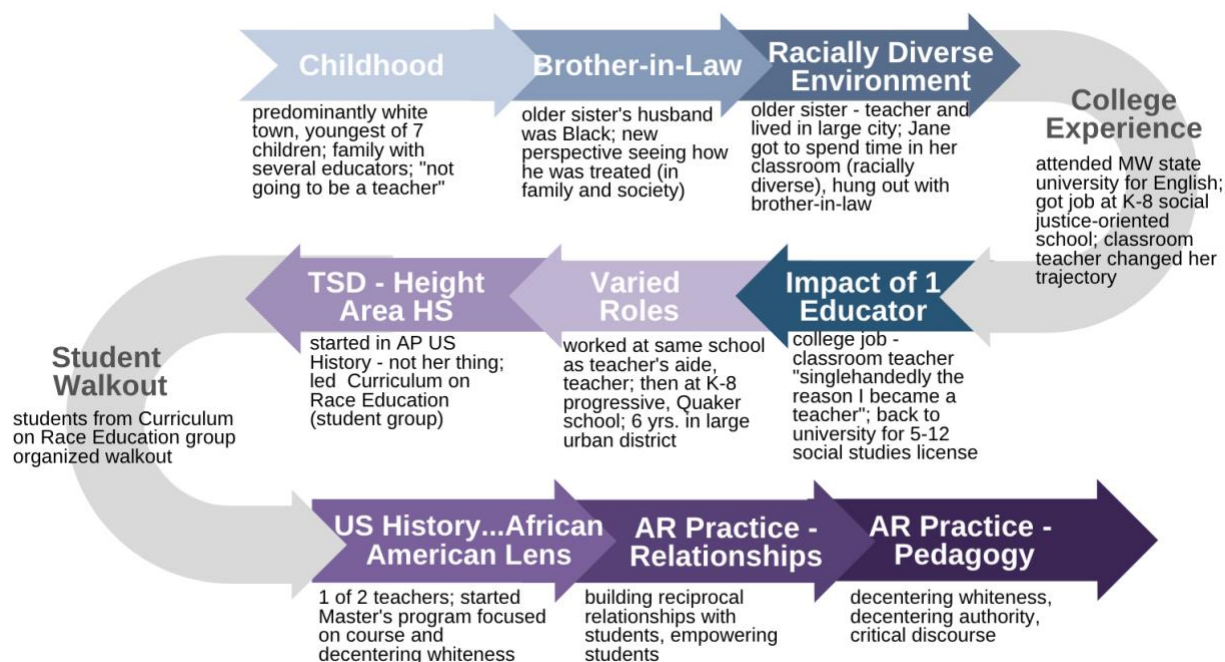 Childhood
predominantly white
town, youngest of 7
children; family with
several educators; "not
going to be a teacher"
Brother-in-Law
older sister's husband
was Black; new
perspective seeing how
he was treated (in
family and society)
Racially Diverse
Environment
older sister - teacher and
lived in large city; Jane
got to spend time in her
classroom (racially
diverse), hung out with
brother-in-law
College
Experience
attended MW state
university for English;
got job at K-8 social
justice-oriented
school; classroom
teacher changed her
trajectory
Impact of 1
Educator
college job -
classroom teacher
"singlehandedly the
reason I became a
teacher"; back to
university for 5-12
social studies license
Varied
Roles
worked at same school
as teacher's aide,
teacher; then at K-8
progressive, Quaker
school; 6 yrs. in large
urban district
TSD - Height
Area HS
started in AP US
History - not her thing;
led Curriculum on
Race Education
(student group)
Student
Walkout
students from Curriculum
on Race Education group
organized walkout
US History...African
American Lens
1 of 2 teachers; started
Master's program focused
on course and
decentering whiteness
AR Practice -
Relationships
building reciprocal
relationships with
students, empowering
students
AR Practice -
Pedagogy
decentering whiteness,
decentering authority,
critical discourse